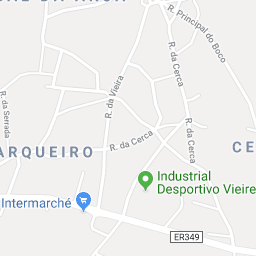 R. Principal do Boco
R. da Cerca
R. da Vieira
R. da Serrada
R. da Cerca
R. da Cerca
ARQUEIRO
CE
Industrial
Desportivo Vieire
Intermarché
ER349